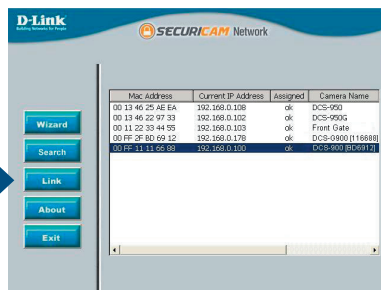 D-Link
Building Networks for People
SECURICAM Network
Mac Address Current IP Address Assigned Camera Name
00 13 46 25 AE EA 192.168.0.108 ok DCS-950
00 13 46 22 97 33 192.168.0.102 ok DCS-950G
00 11 22 33 44 55 192.168.0.103 ok Front Gate
00 FF 2F BD 69 12 192.168.0.178 ok DCS-G900 [116688]
00 FF 11 11 66 88 192.168.0.100 ok DCS-900 [BD6912]
Wizard
Search
Link
About
Exit